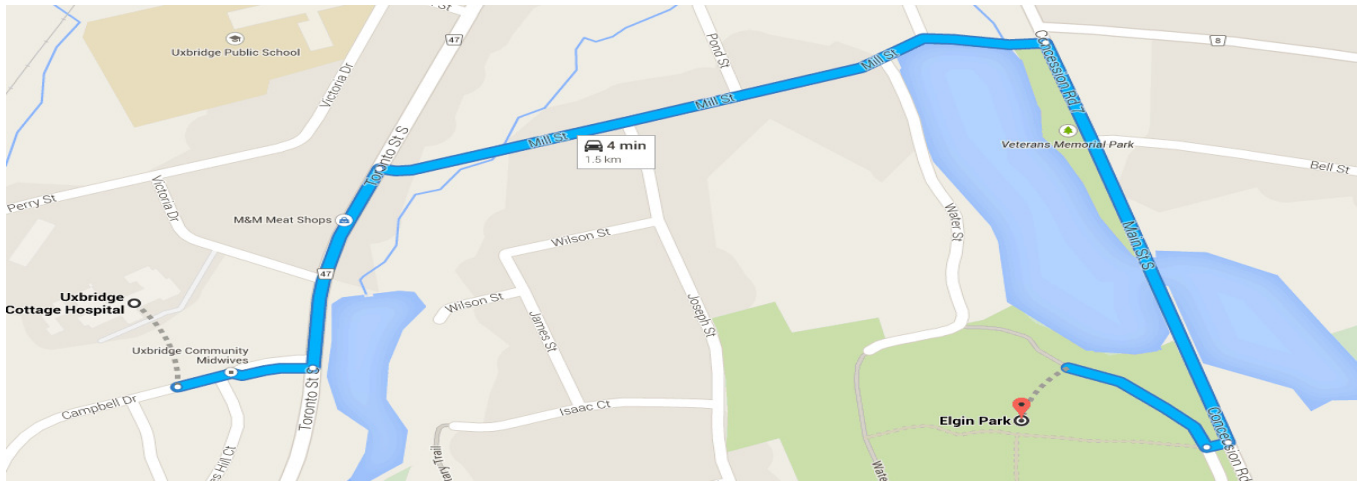 47
Uxbridge Public School
Victoria Dr
Pond St
Mill St
Concession Rd 7
8
Mill St
Mill St
4 min
1.5 km
Veterans Memorial Park
Bell St
Toronto St S
Perry St
Victoria Dr
M&M Meat Shops
Wilson St
Water St
Main St S
47
Uxbridge
Cottage Hospital
Wilson St
James St
Joseph St
Uxbridge Community
Midwives
Toronto St S
Campbell Dr
Isaac Ct
Elgin Park
Concession Rd